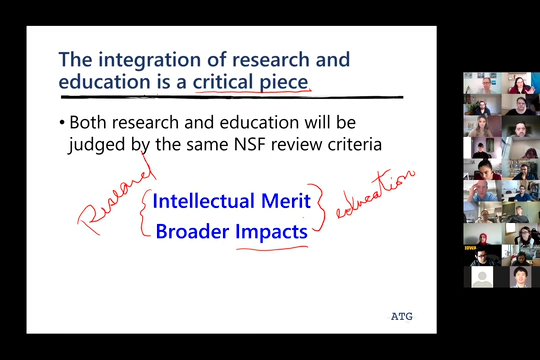 The integration of research and
education is a critical piece
• Both research and education will be
judged by the same NSF review criteria
Research
Intellectual Merit
Broader Impacts
education
ATG